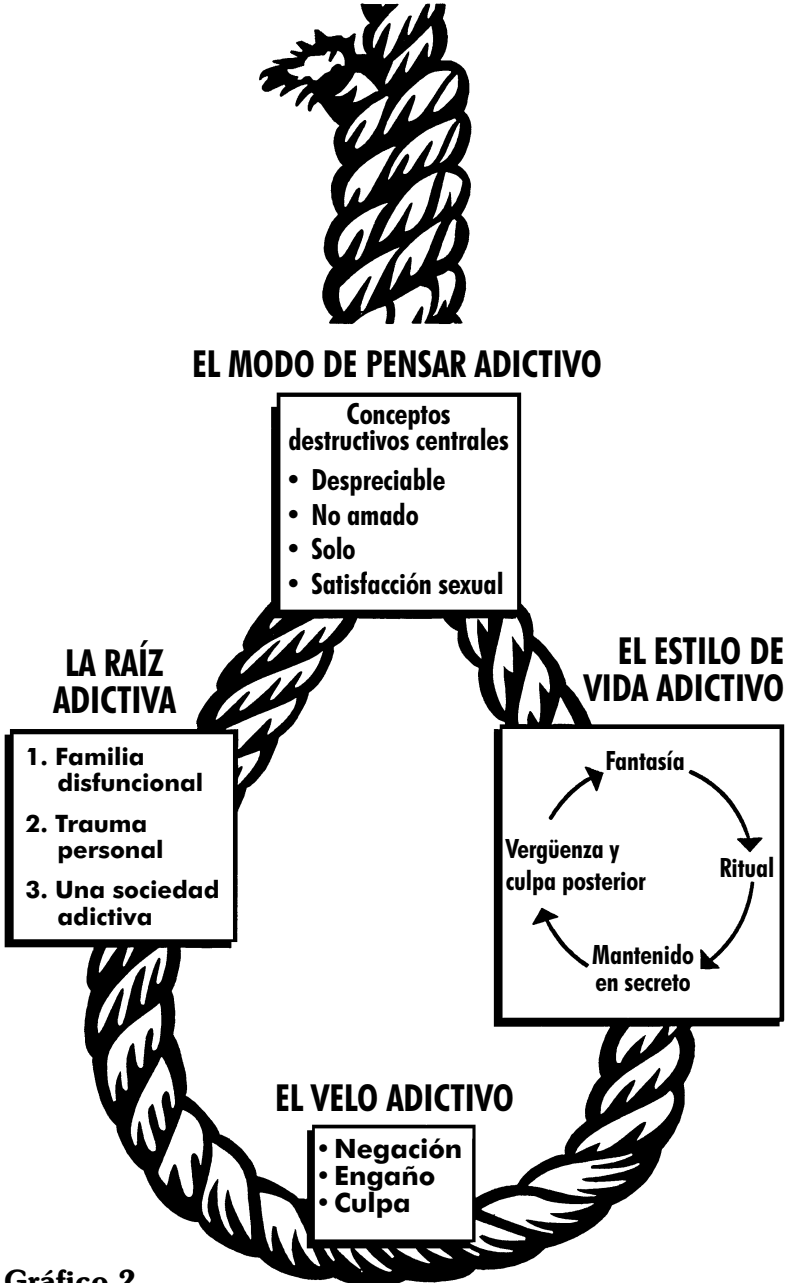 EL MODO DE PENSAR ADICTIVO
Conceptos
destructivos centrales
• Despreciable
• No amado
• Solo
• Satisfacción sexual
LA RAÍZ
ADICTIVA
1. Familia
disfuncional
2. Trauma
personal
3. Una sociedad
adictiva
EL ESTILO DE
VIDA ADICTIVO
Fantasía
Ritual
Mantenido
en secreto
Vergüenza y
culpa posterior
EL VELO ADICTIVO
• Negación
• Engaño
• Culpa
Gráfico 2